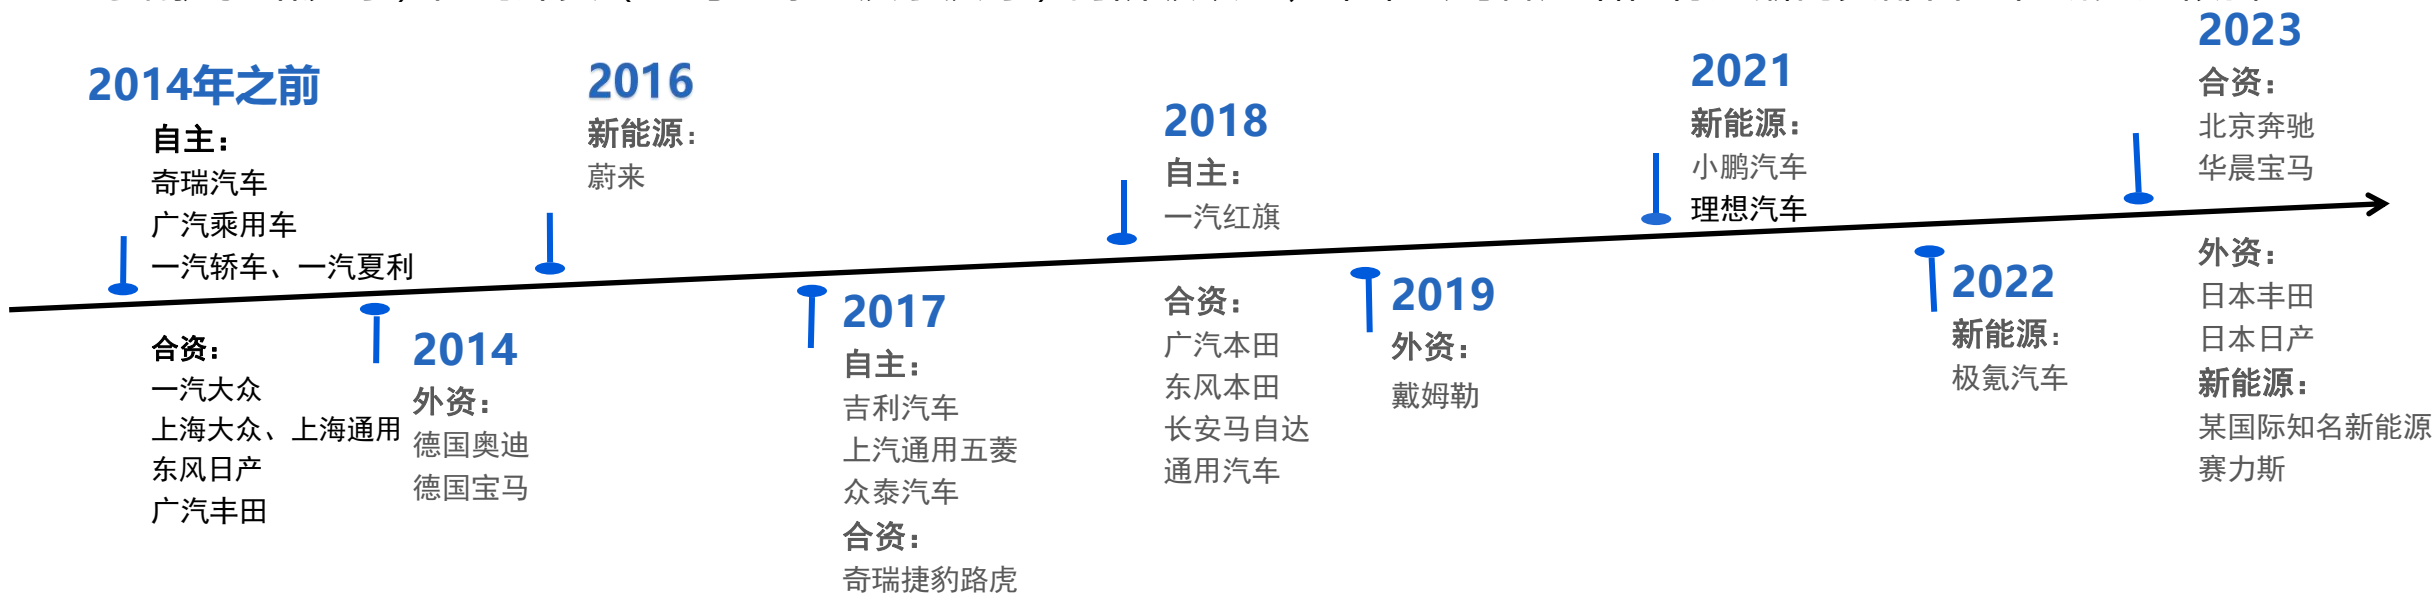 2014年之前
自主：
奇瑞汽车
广汽乘用车
一汽轿车、一汽夏利
合资：
一汽大众
上海大众、上海通用
东风日产
广汽丰田
2014
外资：
德国奥迪
德国宝马
2016
新能源：
蔚来
2017
自主：
吉利汽车
上汽通用五菱
众泰汽车
合资：
奇瑞捷豹路虎
2018
自主：
一汽红旗
合资：
广汽本田
东风本田
长安马自达
通用汽车
2019
外资：
戴姆勒
2021
新能源：
小鹏汽车
理想汽车
2022
新能源：
极氪汽车
2023
合资：
北京奔驰
华晨宝马
外资：
日本丰田
日本日产
新能源：
某国际知名新能源
赛力斯